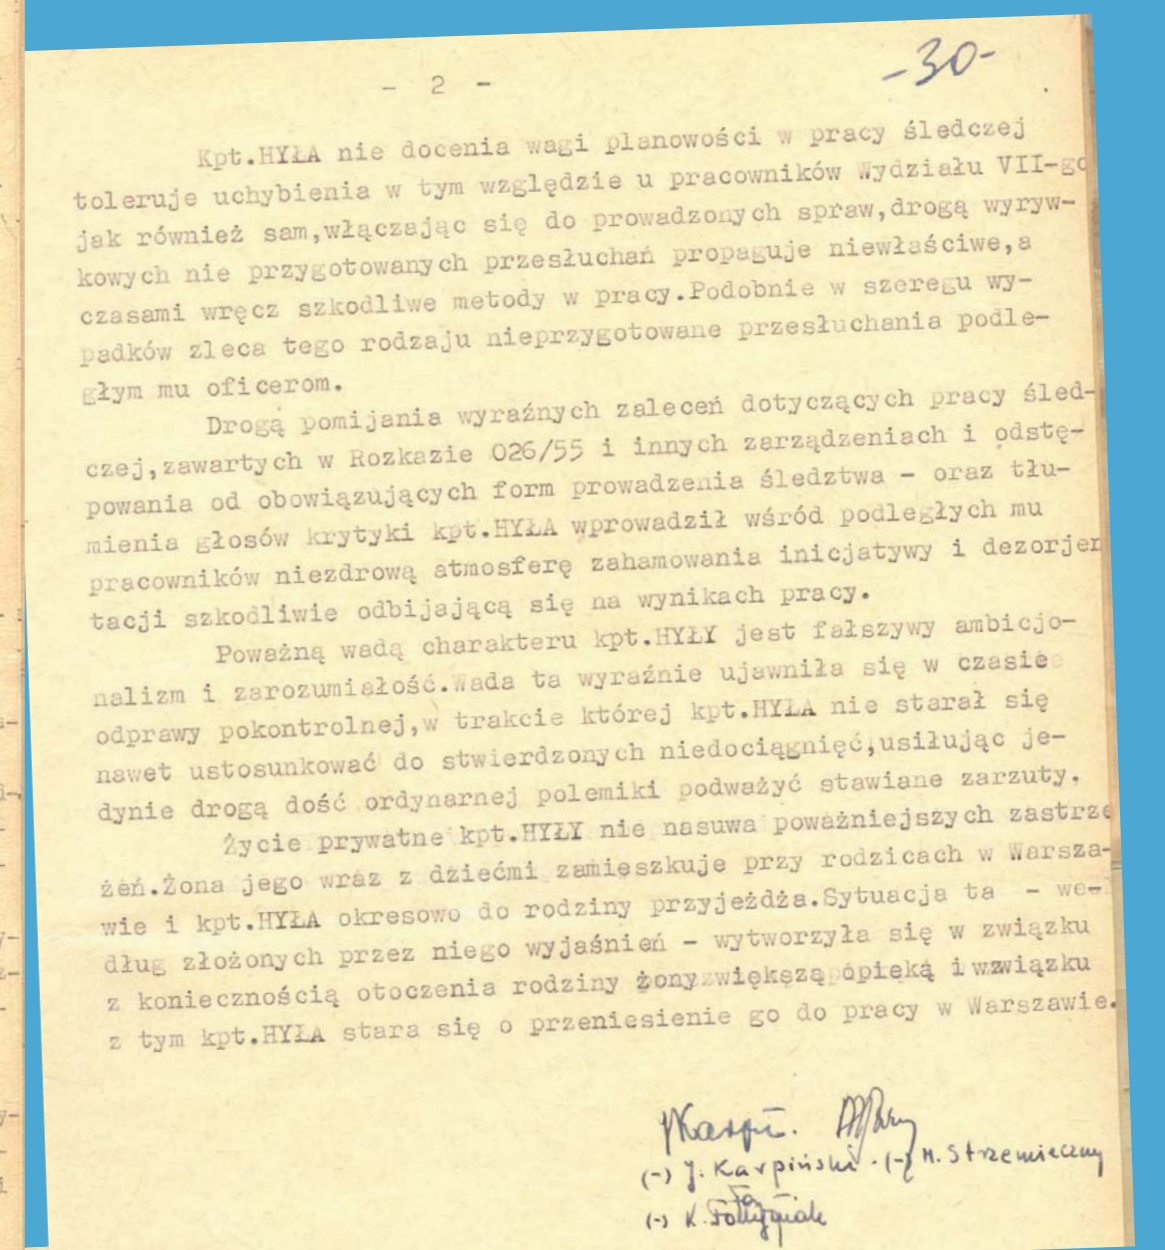 - 2 -
-30-
Kpt.HYŁA nie docenia wagi planowości w pracy śledczej
toleruje uchybienia w tym względzie u pracowników Wydziału VII-go
jak również sam,włączając się do prowadzonych spraw,drogą wyryw-
kowych nie przygotowanych przesłuchań propaguje niewłaściwe,a
czasami wręcz szkodliwe metody w pracy.Podobnie w szeregu wy-
padków zleca tego rodzaju nieprzygotowane przesłuchania podle-
głym mu oficerom.
Drogą pomijania wyraźnych zaleceń dotyczących pracy śled-
czej,zawartych w Rozkazie 026/55 i innych zarządzeniach i odstę-
powania od obowiązujących form prowadzenia śledztwa - oraz tłu-
mienia głosów krytyki kpt.HYŁA wprowadził wśród podległych mu
pracowników niezdrową atmosferę zahamowania inicjatywy i dezorjen
tacji szkodliwie odbijającą się na wynikach pracy.
Poważną wadą charakteru kpt.HYŁY jest fałszywy ambicjo-
nalizm i zarozumiałość.Wada ta wyraźnie ujawniła się w czasie
odprawy pokontrolnej,w trakcie której kpt.HYŁA nie starał się
nawet ustosunkować do stwierdzonych niedociągnięć,usiłując je-
dynie drogą dość ordynarnej polemiki podważyć stawiane zarzuty.
Życie prywatne kpt.HYŁY nie nasuwa poważniejszych zastrze
żeń.Żona jego wraz z dziećmi zamieszkuje przy rodzicach w Warsza-
wie i kpt.HYŁA okresowo do rodziny przyjeżdża.Sytuacja ta - we-
dług złożonych przez niego wyjaśnień - wytworzyła się w związku
z koniecznością otoczenia rodziny żony większą opieką i w związku
z tym kpt.HYŁA stara się o przeniesienie go do pracy w Warszawie.
(-) J. Karpiński. (-) M. Strzemieczny
(-) K.